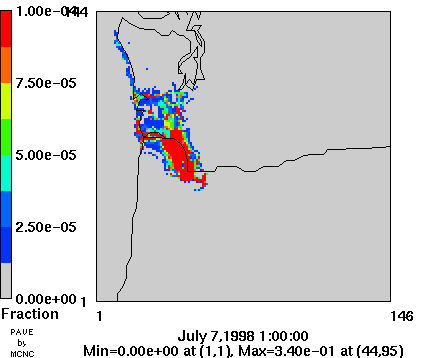 1.00e-04
144
7.50e-05
5.00e-05
2.50e-05
0.00e+00
1
Fraction
1
146
PAVE
by
MCNC
July 7,1998 1:00:00
Min=0.00e+00 at (1,1), Max=3.40e-01 at (44,95)